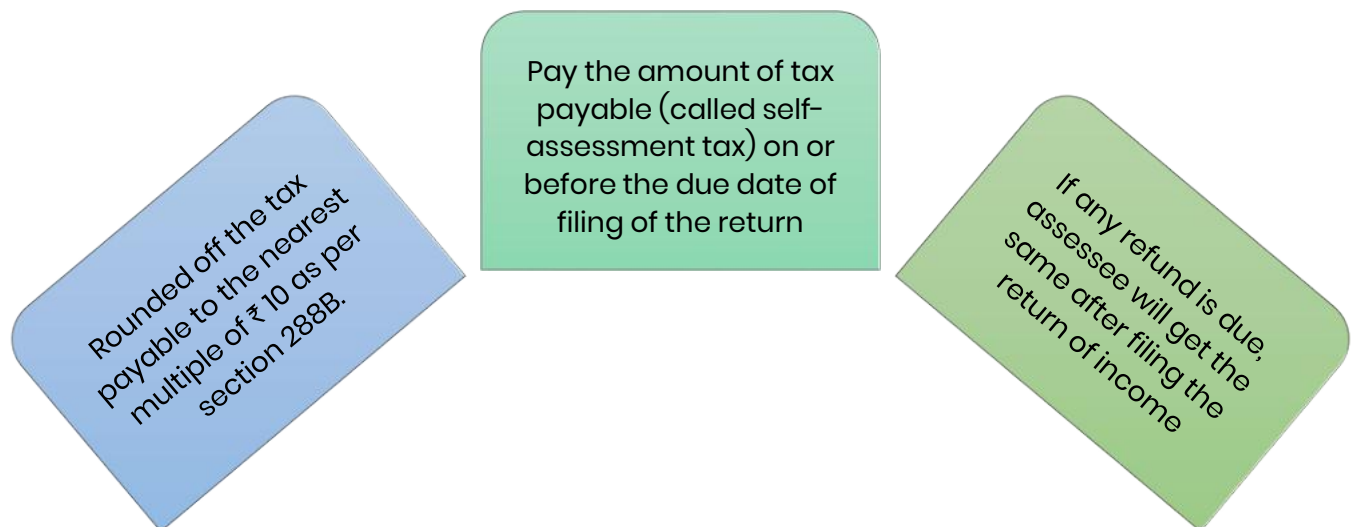 Rounded off the tax
payable to the nearest
multiple of ₹ 10 as per
section 288B.
Pay the amount of tax
payable (called self-
assessment tax) on or
before the due date of
filing of the return
If any refund is due,
assessee will get the
same after filing the
return of income